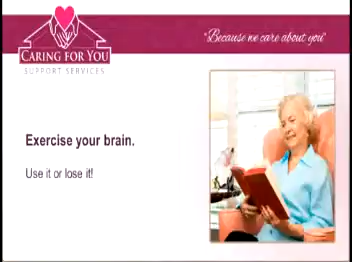 "Because we care about you"
CARING FOR YOU
SUPPORT SERVICES
Exercise your brain.
Use it or lose it!